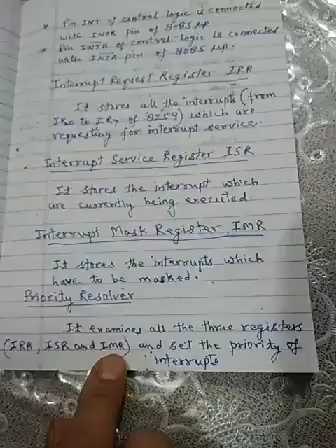 * Pin INT of control logic is connected
with INTR pin of 8085 μp.
* Pin INTA of control logic is connected
with INTA pin of 8085 μp.
Interrupt Request Register IRR
It stores all the interrupts (from
IR0 to IR7 of 8259) which are
requesting for interrupt service.
Interrupt Service Register ISR
It stores the interrupt which
are currently being executed
Interrupt Mask Register, IMR
It stores the interrupts which
have to be masked.
Priority Resolver
It examines all the three registers
(IRR, ISR and IMR) and set the priority of
interrupts